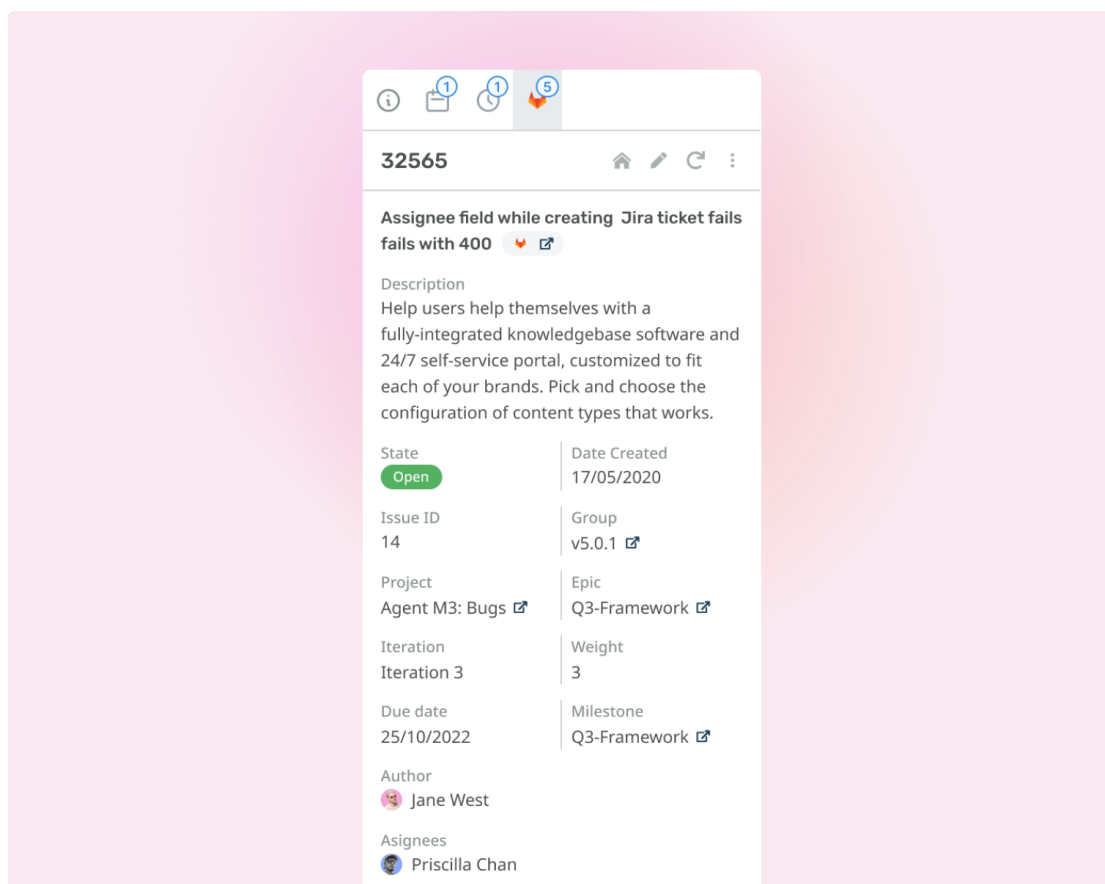 1 1 5
32565
Assignee field while creating  Jira ticket fails
fails with 400
Description
Help users help themselves with a
fully-integrated knowledgebase software and
24/7 self-service portal, customized to fit
each of your brands. Pick and choose the
configuration of content types that works.
State
Open
Date Created
17/05/2020
Issue ID
14
Group
v5.0.1
Project
Agent M3: Bugs
Epic
Q3-Framework
Iteration
Iteration 3
Weight
3
Due date
25/10/2022
Milestone
Q3-Framework
Author
Jane West
Asignees
Priscilla Chan